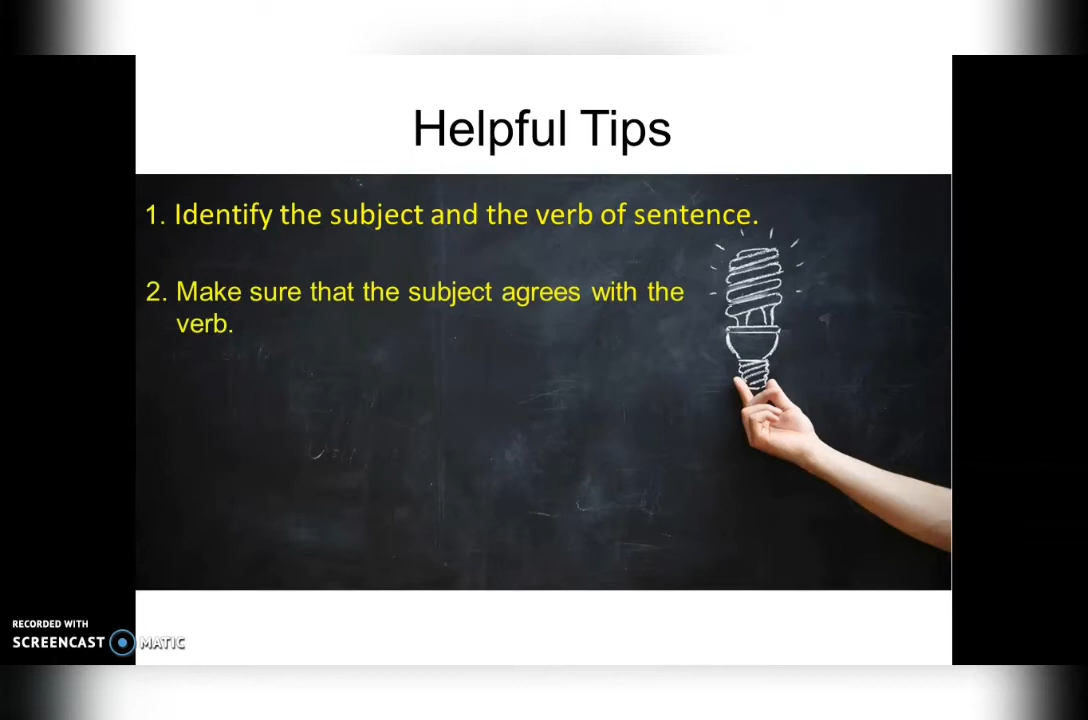 Helpful Tips
1. Identify the subject and the verb of sentence.
2. Make sure that the subject agrees with the
verb.
RECORDED WITH
SCREENCAST MATIC